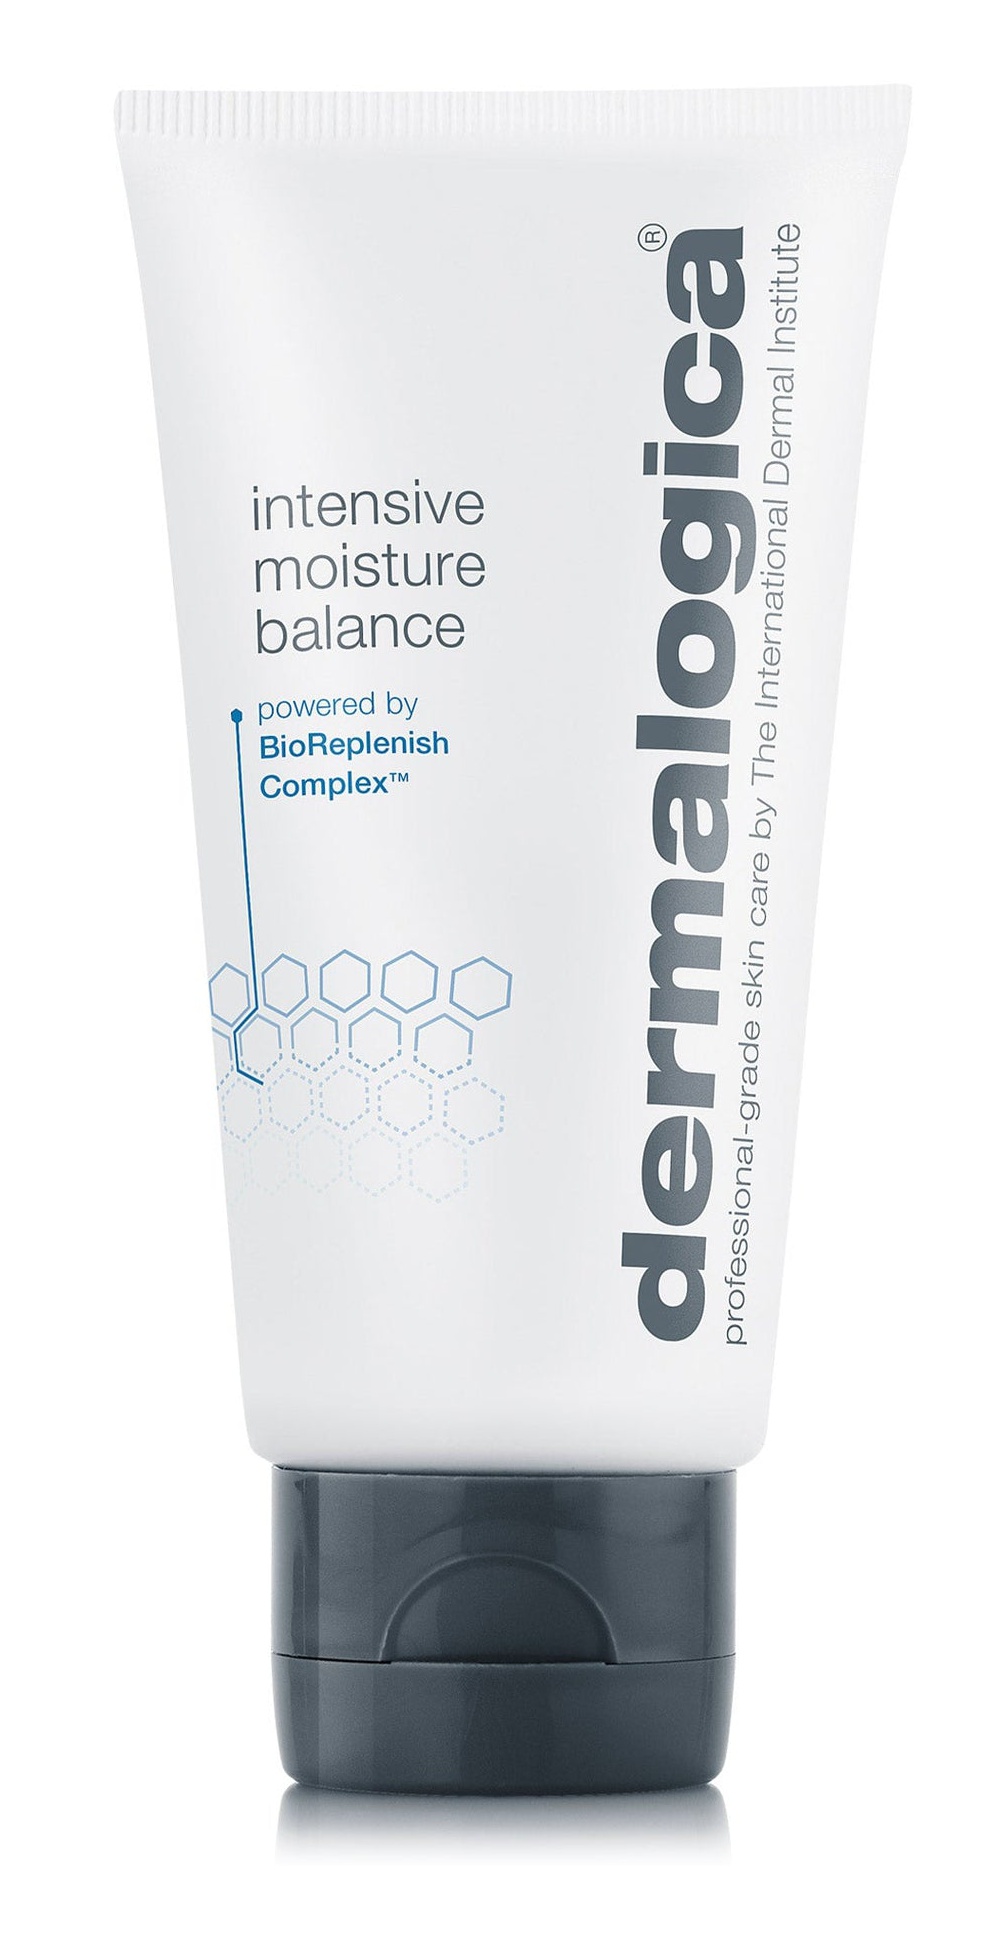 intensive
moisture
balance
powered by
BioReplenish
Complex™
dermalogica®
professional-grade skin care by The International Dermal Institute